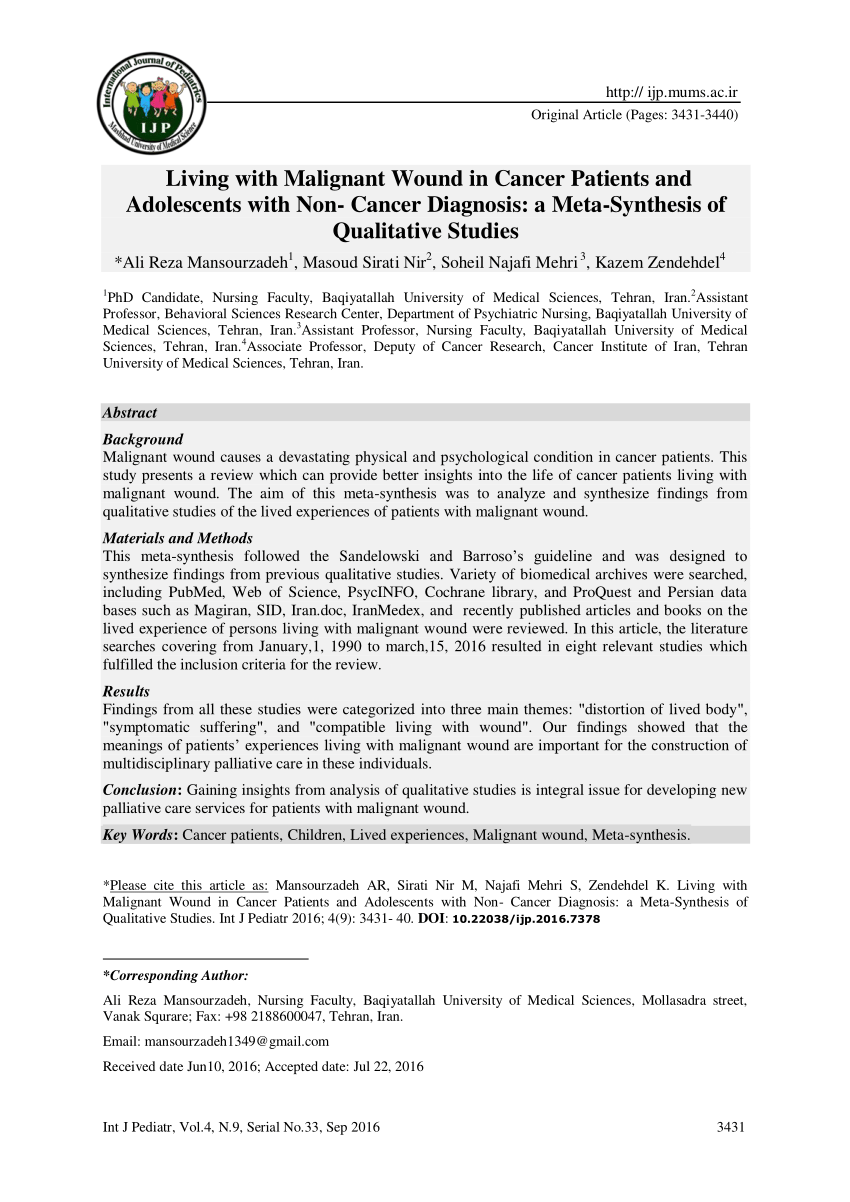 International Journal of Pediatrics
IJP
Mashhad University of Medical Science
http:// ijp.mums.ac.ir
Original Article (Pages: 3431-3440)
Living with Malignant Wound in Cancer Patients and
Adolescents with Non- Cancer Diagnosis: a Meta-Synthesis of
Qualitative Studies
*Ali Reza Mansourzadeh1, Masoud Sirati Nir2, Soheil Najafi Mehri3, Kazem Zendehdel4
1PhD Candidate, Nursing Faculty, Baqiyatallah University of Medical Sciences, Tehran, Iran.2Assistant
Professor, Behavioral Sciences Research Center, Department of Psychiatric Nursing, Baqiyatallah University of
Medical Sciences, Tehran, Iran.3Assistant Professor, Nursing Faculty, Baqiyatallah University of Medical
Sciences, Tehran, Iran.4Associate Professor, Deputy of Cancer Research, Cancer Institute of Iran, Tehran
University of Medical Sciences, Tehran, Iran.
Abstract
Background
Malignant wound causes a devastating physical and psychological condition in cancer patients. This
study presents a review which can provide better insights into the life of cancer patients living with
malignant wound. The aim of this meta-synthesis was to analyze and synthesize findings from
qualitative studies of the lived experiences of patients with malignant wound.
Materials and Methods
This meta-synthesis followed the Sandelowski and Barroso's guideline and was designed to
synthesize findings from previous qualitative studies. Variety of biomedical archives were searched,
including PubMed, Web of Science, PsycINFO, Cochrane library, and ProQuest and Persian data
bases such as Magiran, SID, Iran.doc, IranMedex, and recently published articles and books on the
lived experience of persons living with malignant wound were reviewed. In this article, the literature
searches covering from January,1, 1990 to march,15, 2016 resulted in eight relevant studies which
fulfilled the inclusion criteria for the review.
Results
Findings from all these studies were categorized into three main themes: "distortion of lived body",
"symptomatic suffering", and "compatible living with wound". Our findings showed that the
meanings of patients' experiences living with malignant wound are important for the construction of
multidisciplinary palliative care in these individuals.
Conclusion: Gaining insights from analysis of qualitative studies is integral issue for developing new
palliative care services for patients with malignant wound.
Key Words: Cancer patients, Children, Lived experiences, Malignant wound, Meta-synthesis.
*Please cite this article as: Mansourzadeh AR, Sirati Nir M, Najafi Mehri S, Zendehdel K. Living with
Malignant Wound in Cancer Patients and Adolescents with Non- Cancer Diagnosis: a Meta-Synthesis of
Qualitative Studies. Int J Pediatr 2016; 4(9): 3431- 40. DOI: 10.22038/ijp.2016.7378
*Corresponding Author:
Ali Reza Mansourzadeh, Nursing Faculty, Baqiyatallah University of Medical Sciences, Mollasadra street,
Vanak Squrare; Fax: +98 2188600047, Tehran, Iran.
Email: mansourzadeh1349@gmail.com
Received date Jun10, 2016; Accepted date: Jul 22, 2016
Int J Pediatr, Vol.4, N.9, Serial No.33, Sep 2016
3431